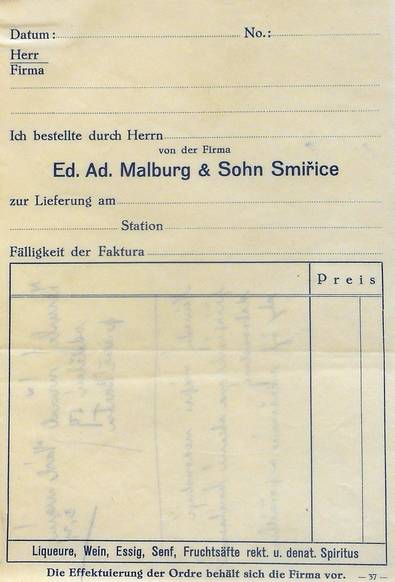 Datum: No.:
Herr
Firma
Ich bestellte durch Herrn
von der Firma
Ed. Ad. Malburg & Sohn Smiřice
zur Lieferung am
Station
Fälligkeit der Faktura
Preis
Liqueure, Wein, Essig, Senf, Fruchtsäfte rekt. u. denat. Spiritus
Die Effektuierung der Ordre behält sich die Firma vor. — 37 —